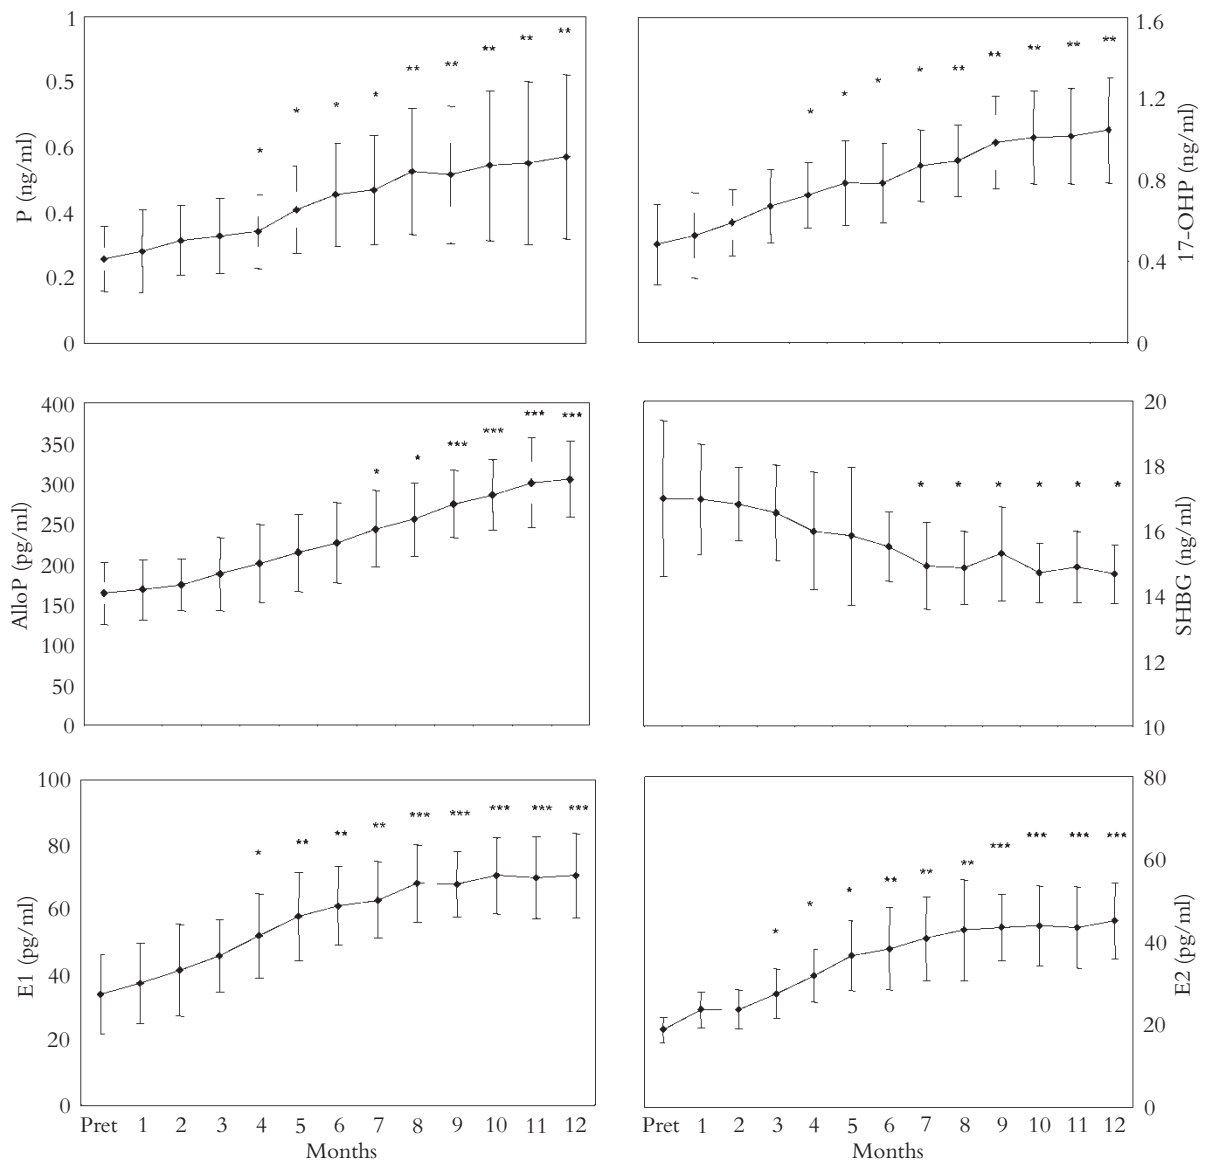 1
0.5
0.6
0.4
0.2
0
P (ng/ml)
* * * * ** ** ** ** **
1.6
1.2
0.8
0.4
0
17-OHP (ng/ml)
* * * * ** ** ** ** **
400
350
300
250
200
150
100
50
0
AlloP (pg/ml)
* * *** *** *** ***
20
18
16
14
12
10
SHBG (ng/ml)
* * * * * *
100
80
60
40
20
0
E1 (pg/ml)
* ** ** ** *** *** *** *** ***
Pret 1 2 3 4 5 6 7 8 9 10 11 12
Months
80
60
40
20
0
E2 (pg/ml)
* * * ** ** ** *** *** *** ***
Pret 1 2 3 4 5 6 7 8 9 10 11 12
Months